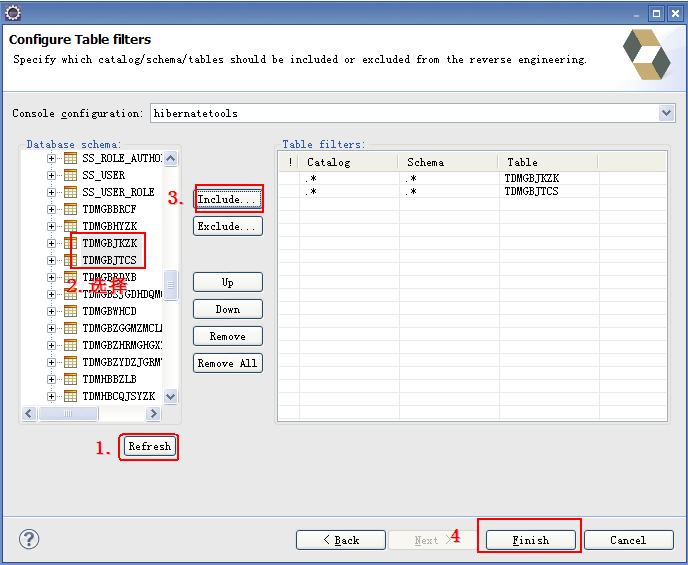 Configure Table filters
Specify which catalog/schema/tables should be included or excluded from the reverse engineering.
Console configuration: hibernatetools
Database schema:
SS_ROLE_AUTHO
SS_USER
SS_USER_ROLE
TDMGBBRCF
TDMGBHYZK
TDMGBJKZK
TDMGBJTCS
2.选择
TDMGBWHCD
TDMGBZGGMZMCLA
TDMGBZHRMGHGX
TDMGBZYDZJGRM
TDMHBBZLB
TDMHBCQJSYZK
1. Refresh
3. Include...
Exclude...
Up
Down
Remove
Remove All
Table filters:
! Catalog Schema Table
.* .* TDMGBJKZK
.* .* TDMGBJTCS
? < Back Next > 4 Finish Cancel